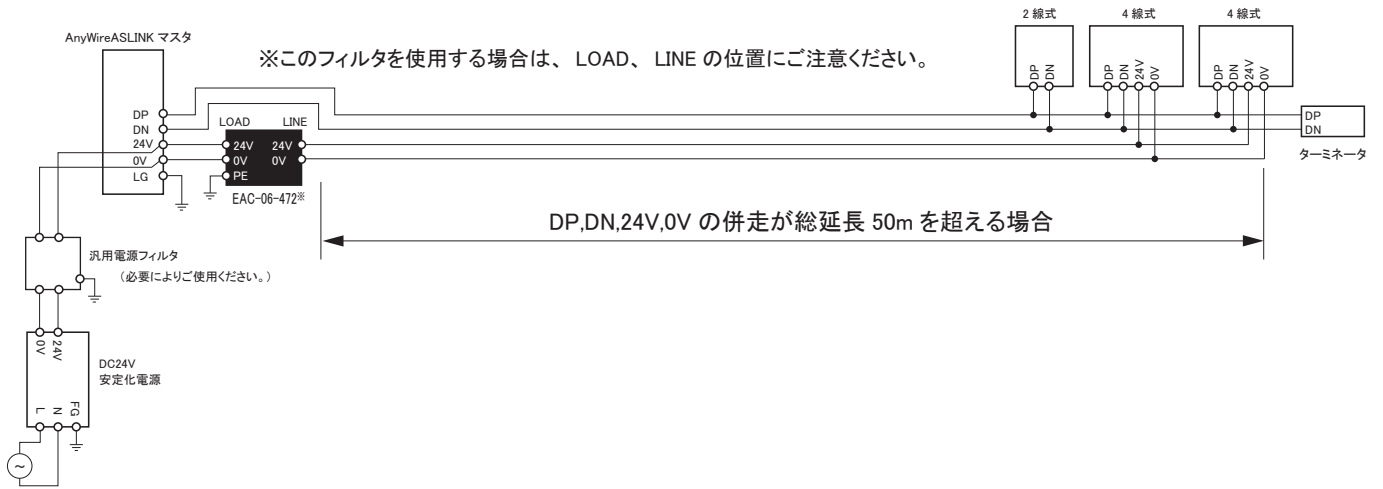 AnyWireASLINK マスタ
※このフィルタを使用する場合は、LOAD、LINE の位置にご注意ください。
2 線式
4 線式
4 線式
DP
DN
24V
0V
LG
LOAD
LINE
24V
0V
PE
24V
0V
EAC-06-472※
DP
DN
DP
DN
24V
0V
DP
DN
24V
0V
DP
DN
ターミネータ
DP,DN,24V,0V の併走が総延長 50m を超える場合
汎用電源フィルタ
（必要によりご使用ください。）
0V
24V
DC24V
安定化電源
L
N
FG
~